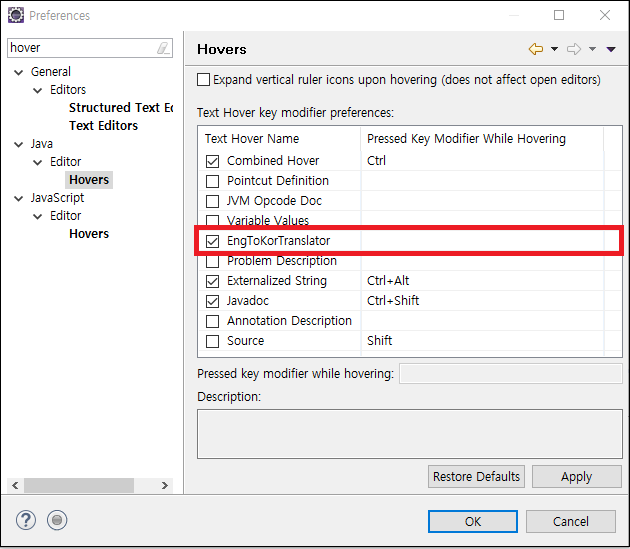 Preferences
hover
Hovers
General
Editors
Structured Text Ed
Text Editors
Java
Editor
Hovers
JavaScript
Editor
Hovers
Expand vertical ruler icons upon hovering (does not affect open editors)
Text Hover key modifier preferences:
Text Hover Name Pressed Key Modifier While Hovering
Combined Hover Ctrl
Pointcut Definition
JVM Opcode Doc
Variable Values
EngToKorTranslator
Problem Description
Externalized String Ctrl+Alt
Javadoc Ctrl+Shift
Annotation Description
Source Shift
Pressed key modifier while hovering:
Description:
Restore Defaults Apply
? OK Cancel